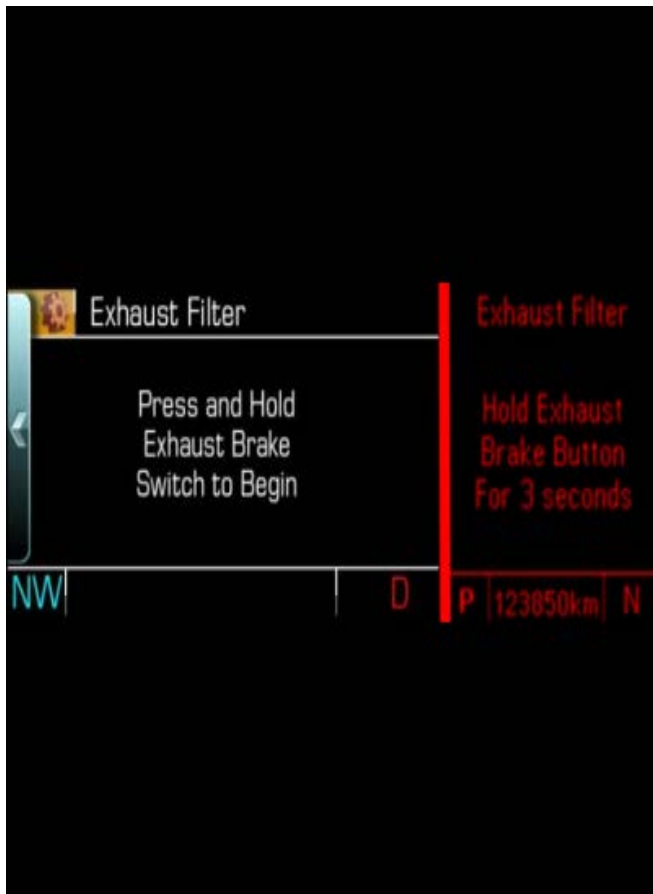 Exhaust Filter
Press and Hold
Exhaust Brake
Switch to Begin
NW
D
Exhaust Filter
Hold Exhaust
Brake Button
For 3 seconds
P 123850km N